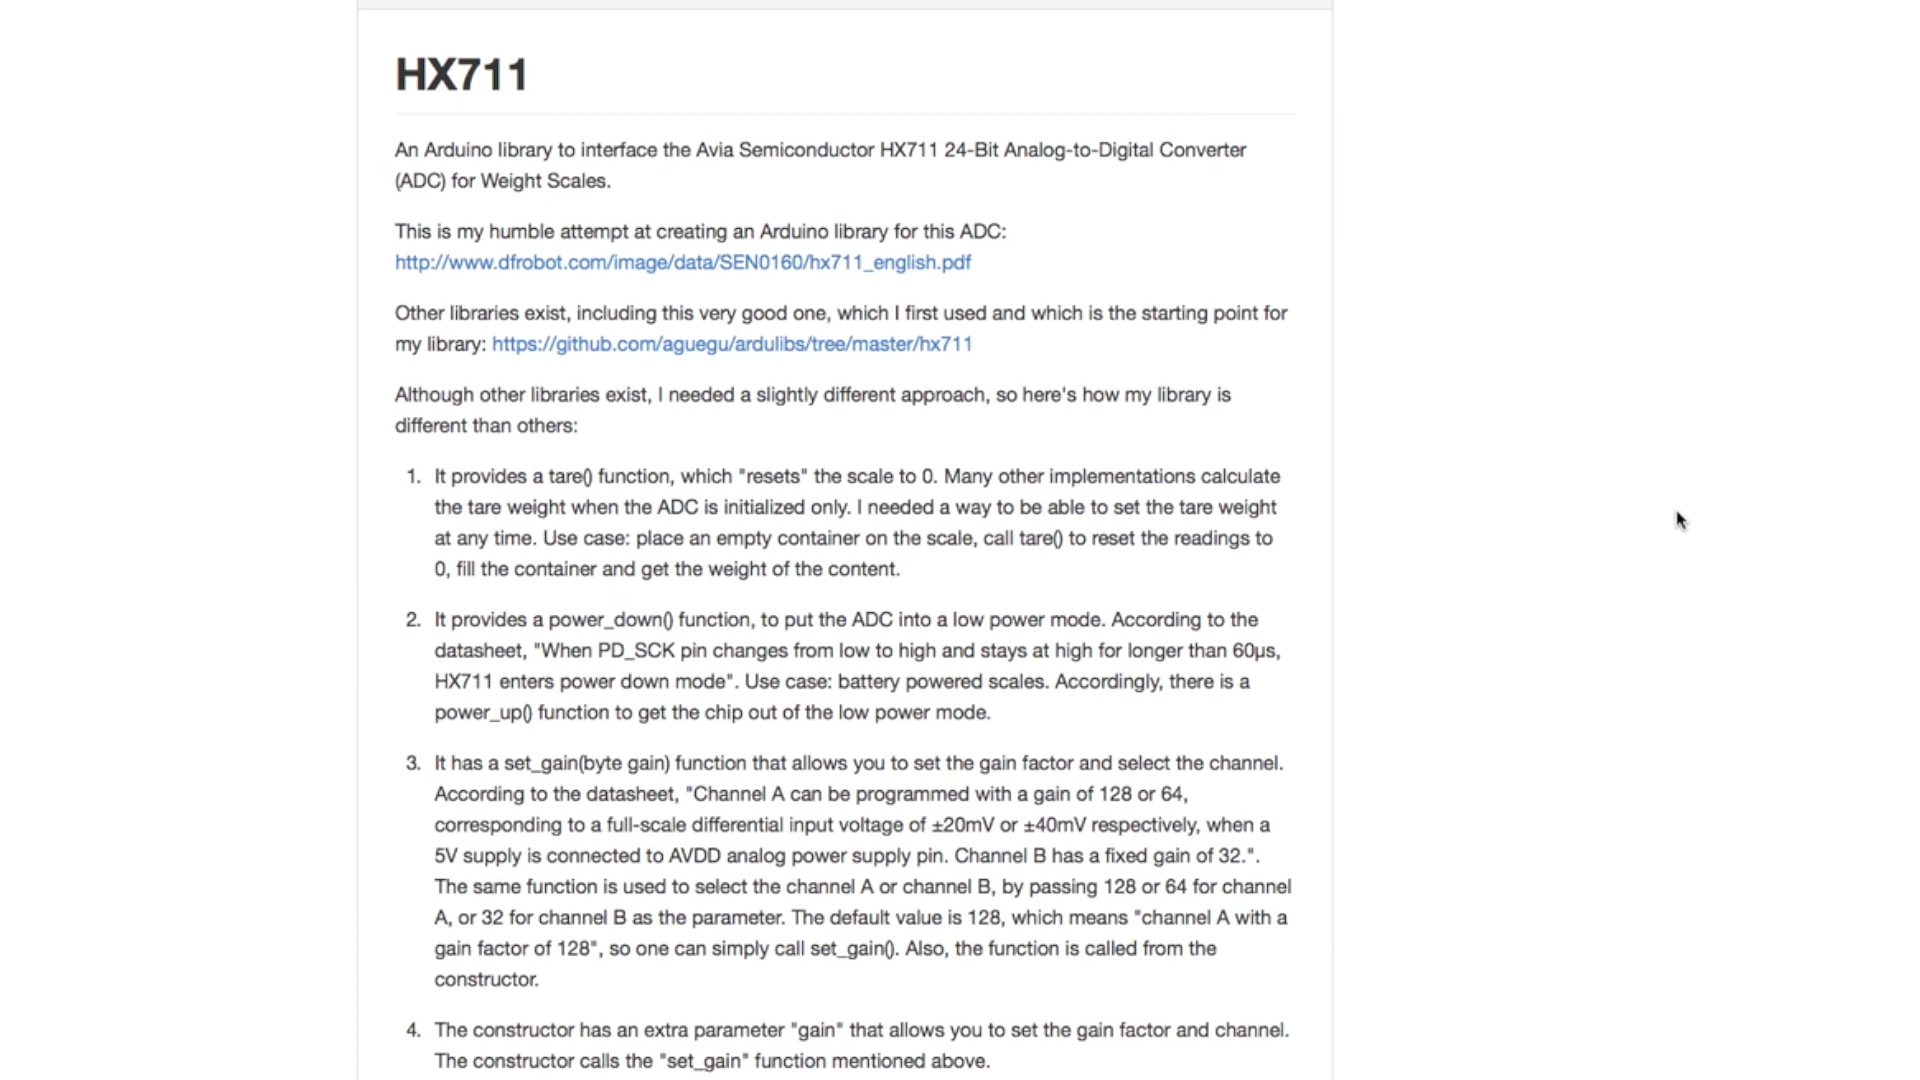 HX711
An Arduino library to interface the Avia Semiconductor HX711 24-Bit Analog-to-Digital Converter
(ADC) for Weight Scales.
This is my humble attempt at creating an Arduino library for this ADC:
http://www.dfrobot.com/image/data/SEN0160/hx711_english.pdf
Other libraries exist, including this very good one, which I first used and which is the starting point for
my library: https://github.com/aguegu/ardulibs/tree/master/hx711
Although other libraries exist, I needed a slightly different approach, so here's how my library is
different than others:
1. It provides a tare() function, which "resets" the scale to 0. Many other implementations calculate
the tare weight when the ADC is initialized only. I needed a way to be able to set the tare weight
at any time. Use case: place an empty container on the scale, call tare() to reset the readings to
0, fill the container and get the weight of the content.
2. It provides a power_down() function, to put the ADC into a low power mode. According to the
datasheet, "When PD_SCK pin changes from low to high and stays at high for longer than 60μs,
HX711 enters power down mode". Use case: battery powered scales. Accordingly, there is a
power_up() function to get the chip out of the low power mode.
3. It has a set_gain(byte gain) function that allows you to set the gain factor and select the channel.
According to the datasheet, "Channel A can be programmed with a gain of 128 or 64,
corresponding to a full-scale differential input voltage of ±20mV or ±40mV respectively, when a
5V supply is connected to AVDD analog power supply pin. Channel B has a fixed gain of 32.".
The same function is used to select the channel A or channel B, by passing 128 or 64 for channel
A, or 32 for channel B as the parameter. The default value is 128, which means "channel A with a
gain factor of 128", so one can simply call set_gain(). Also, the function is called from the
constructor.
4. The constructor has an extra parameter "gain" that allows you to set the gain factor and channel.
The constructor calls the "set_gain" function mentioned above.